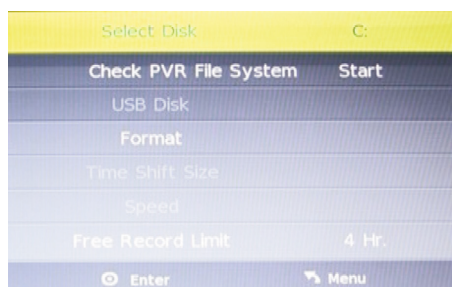 Select Disk C:
Check PVR File System Start
USB Disk
Format
Time Shift Size
Speed
Free Record Limit 4 Hr.
Enter Menu